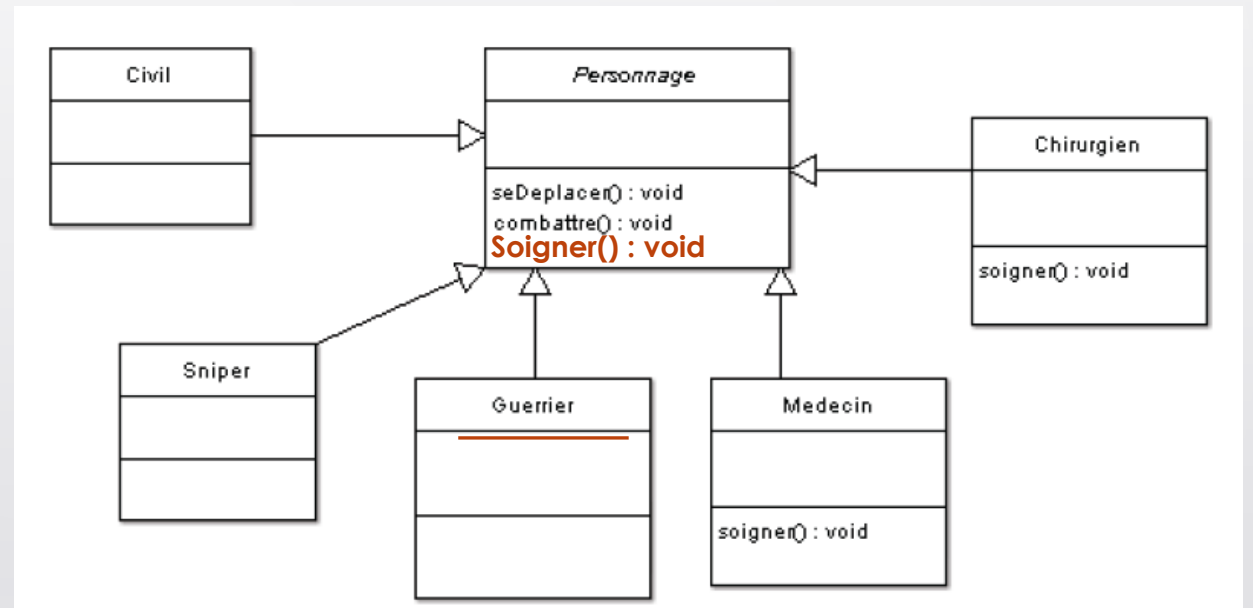 Civil
Personnage
seDeplacer() : void
combattre() : void
Soigner() : void
Chirurgien
soigner() : void
Sniper
Guerrier
Medecin
soigner() : void